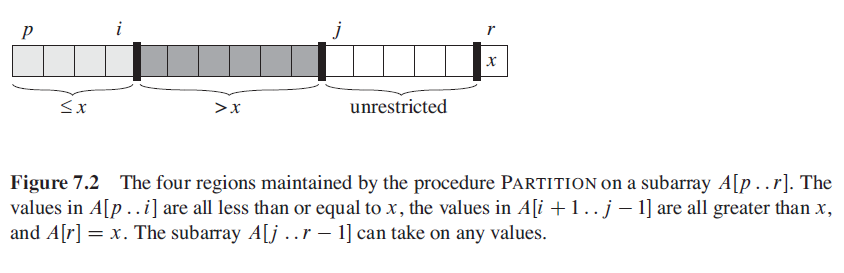 p i j r
x
≤ x > x unrestricted
Figure 7.2 The four regions maintained by the procedure PARTITION on a subarray A[p . . r]. The
values in A[p . . i] are all less than or equal to x, the values in A[i + 1 . . j − 1] are all greater than x,
and A[r] = x. The subarray A[j . . r − 1] can take on any values.